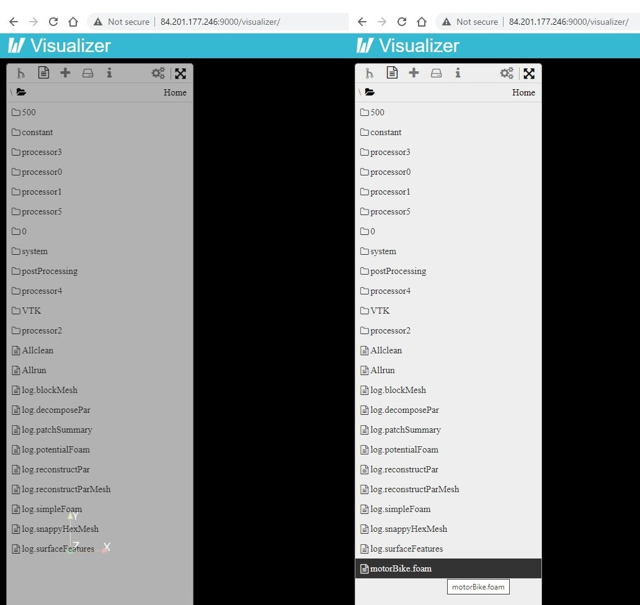 Not secure 84.201.177.246:9000/visualizer/
Visualizer
\ Home
500
constant
processor3
processor0
processor1
processor5
0
system
postProcessing
processor4
VTK
processor2
Allclean
Allrun
log.blockMesh
log.decomposePar
log.patchSummary
log.potentialFoam
log.reconstructPar
log.reconstructParMesh
log.simpleFoam
Y
log.snappyHexMesh
log.surfaceFeatures
Z X
Not secure 84.201.177.246:9000/visualizer/
Visualizer
\ Home
500
constant
processor3
processor0
processor1
processor5
0
system
postProcessing
processor4
VTK
processor2
Allclean
Allrun
log.blockMesh
log.decomposePar
log.patchSummary
log.potentialFoam
log.reconstructPar
log.reconstructParMesh
log.simpleFoam
log.snappyHexMesh
log.surfaceFeatures
motorBike.foam
motorBike.foam